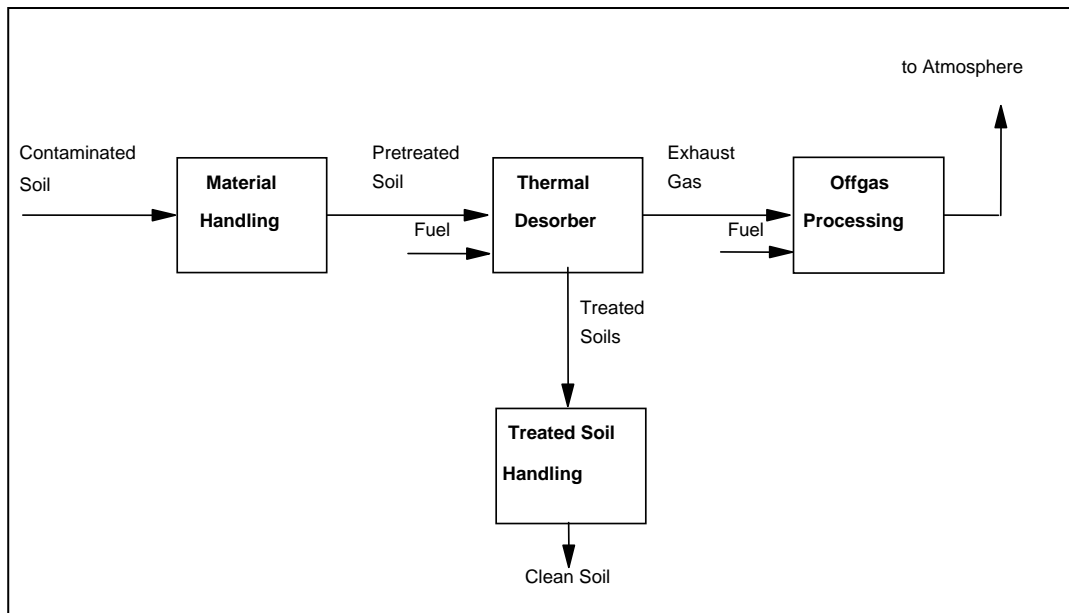 to Atmosphere
Contaminated
Soil
Material
Handling
Pretreated
Soil
Fuel
Thermal
Desorber
Exhaust
Gas
Fuel
Offgas
Processing
Treated
Soils
Treated Soil
Handling
Clean Soil